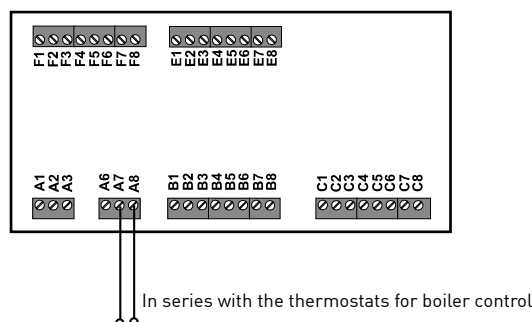 F1 F2 F3 F4 F5 F6 F7 F8
E1 E2 E3 E4 E5 E6 E7 E8
A1 A2 A3
A6 A7 A8
B1 B2 B3 B4 B5 B6 B7 B8
C1 C2 C3 C4 C5 C6 C7 C8
In series with the thermostats for boiler control